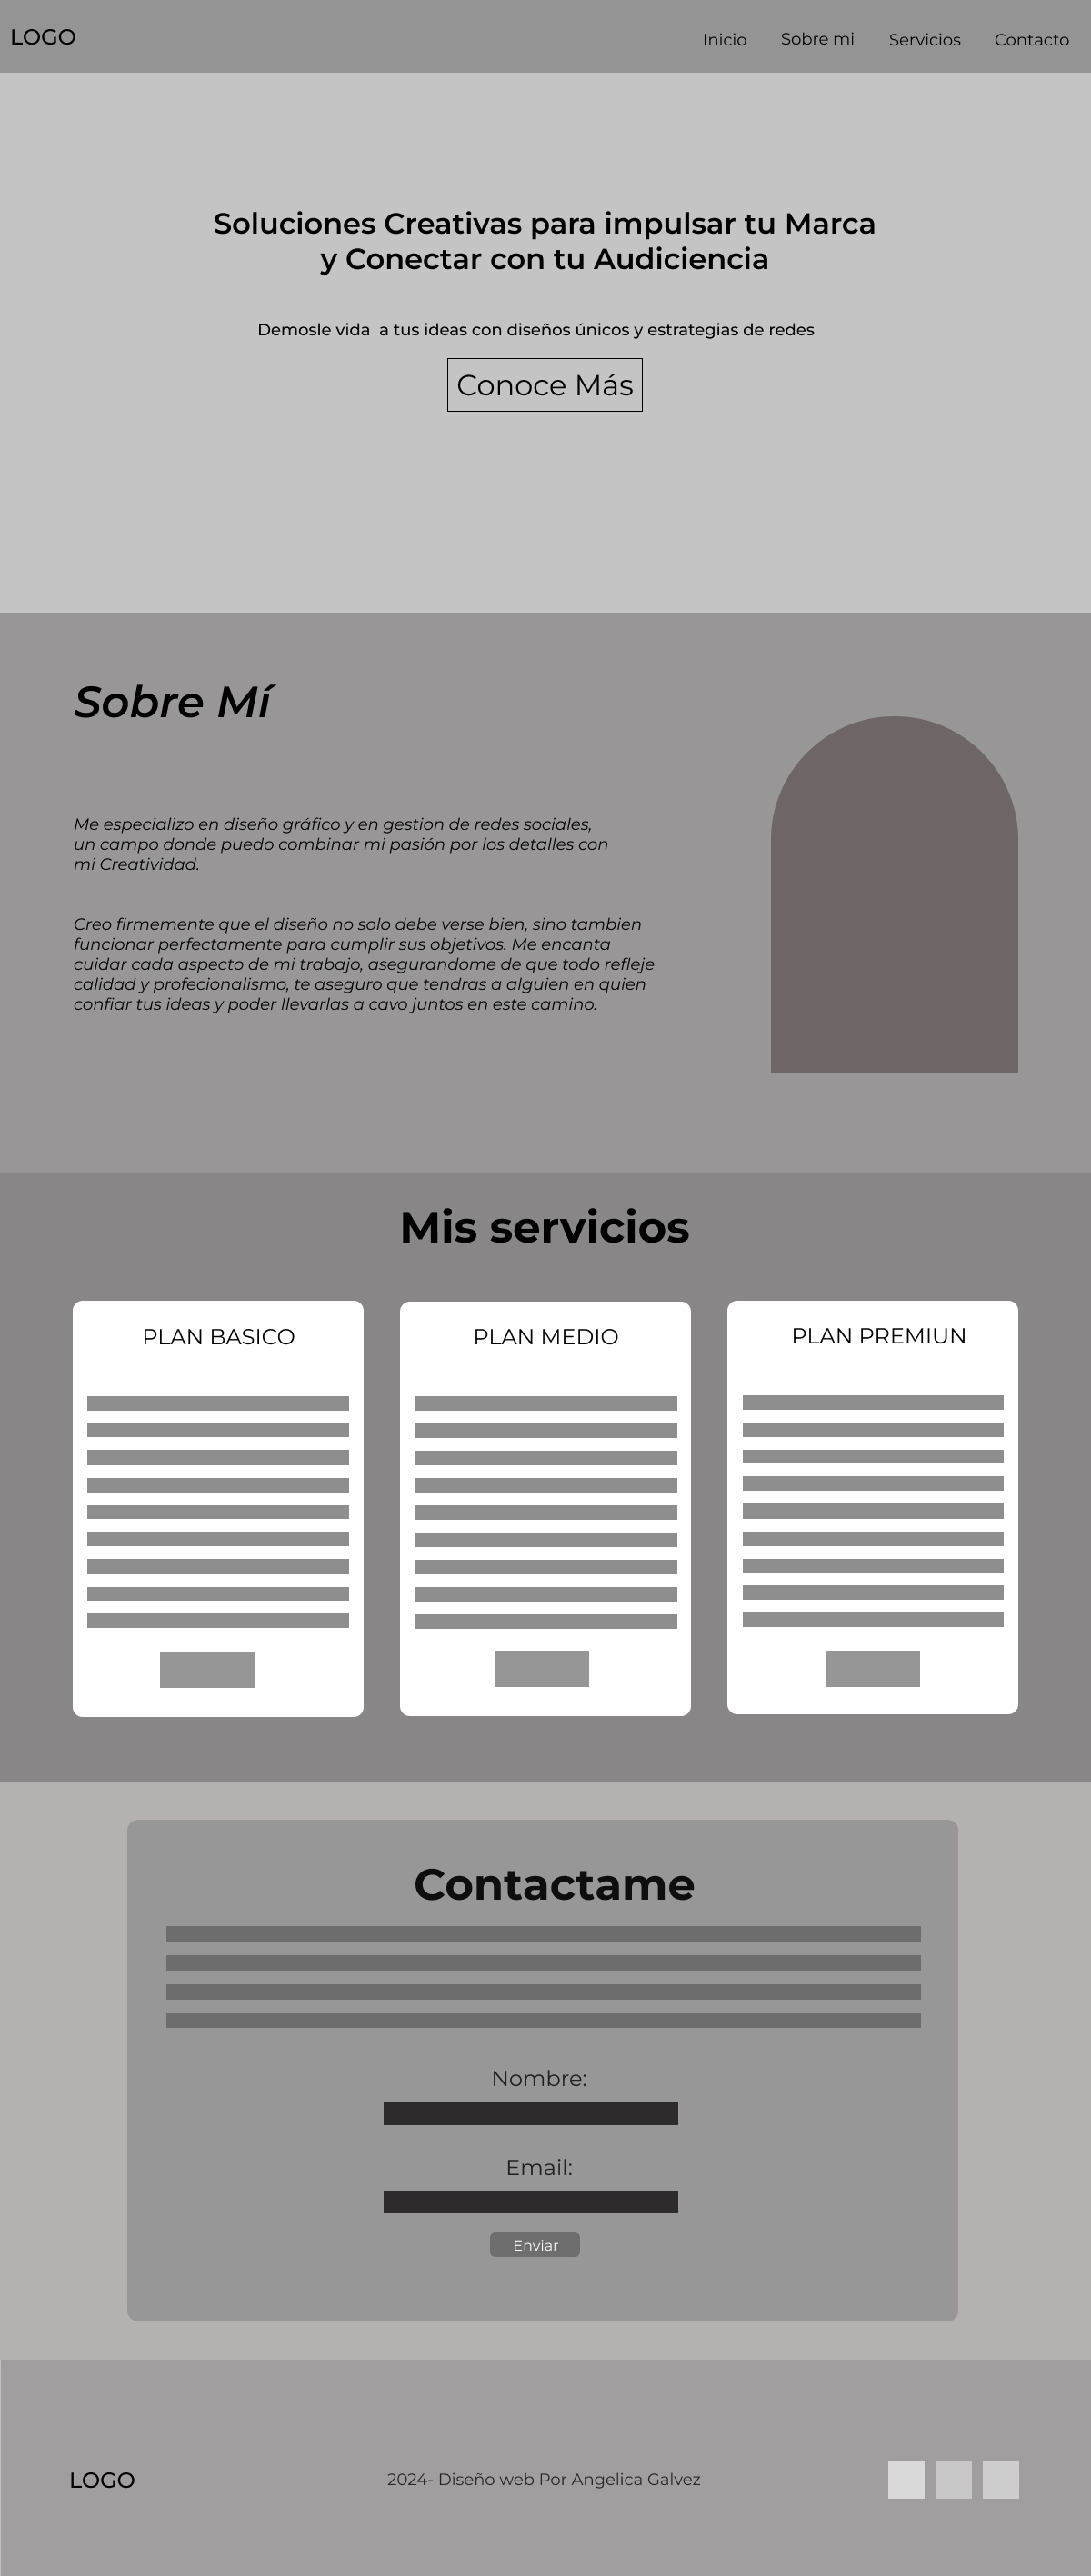 LOGO
Inicio Sobre mi Servicios Contacto
Soluciones Creativas para impulsar tu Marca
y Conectar con tu Audiciencia
Demosle vida  a tus ideas con diseños únicos y estrategias de redes
Conoce Más
Sobre Mí
Me especializo en diseño gráfico y en gestion de redes sociales,
un campo donde puedo combinar mi pasión por los detalles con
mi Creatividad.
Creo firmemente que el diseño no solo debe verse bien, sino tambien
funcionar perfectamente para cumplir sus objetivos. Me encanta
cuidar cada aspecto de mi trabajo, asegurandome de que todo refleje
calidad y profecionalismo, te aseguro que tendras a alguien en quien
confiar tus ideas y poder llevarlas a cavo juntos en este camino.
Mis servicios
PLAN BASICO
PLAN MEDIO
PLAN PREMIUN
Contactame
Nombre:
Email:
Enviar
LOGO
2024- Diseño web Por Angelica Galvez